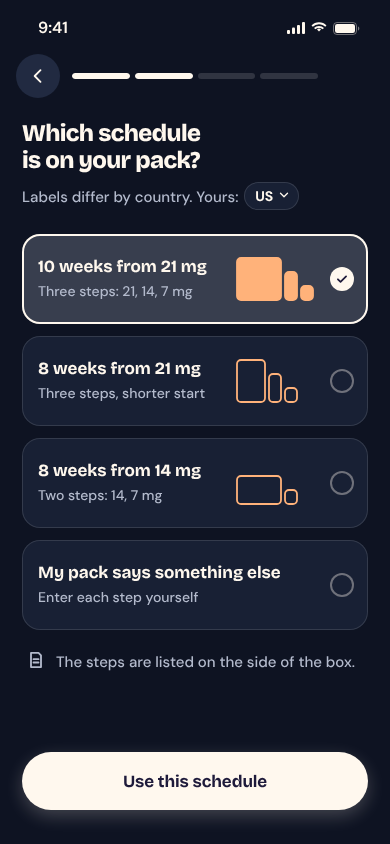 9:41
Which schedule
is on your pack?
Labels differ by country. Yours: US
10 weeks from 21 mg
Three steps: 21, 14, 7 mg
8 weeks from 21 mg
Three steps, shorter start
8 weeks from 14 mg
Two steps: 14, 7 mg
My pack says something else
Enter each step yourself
The steps are listed on the side of the box.
Use this schedule